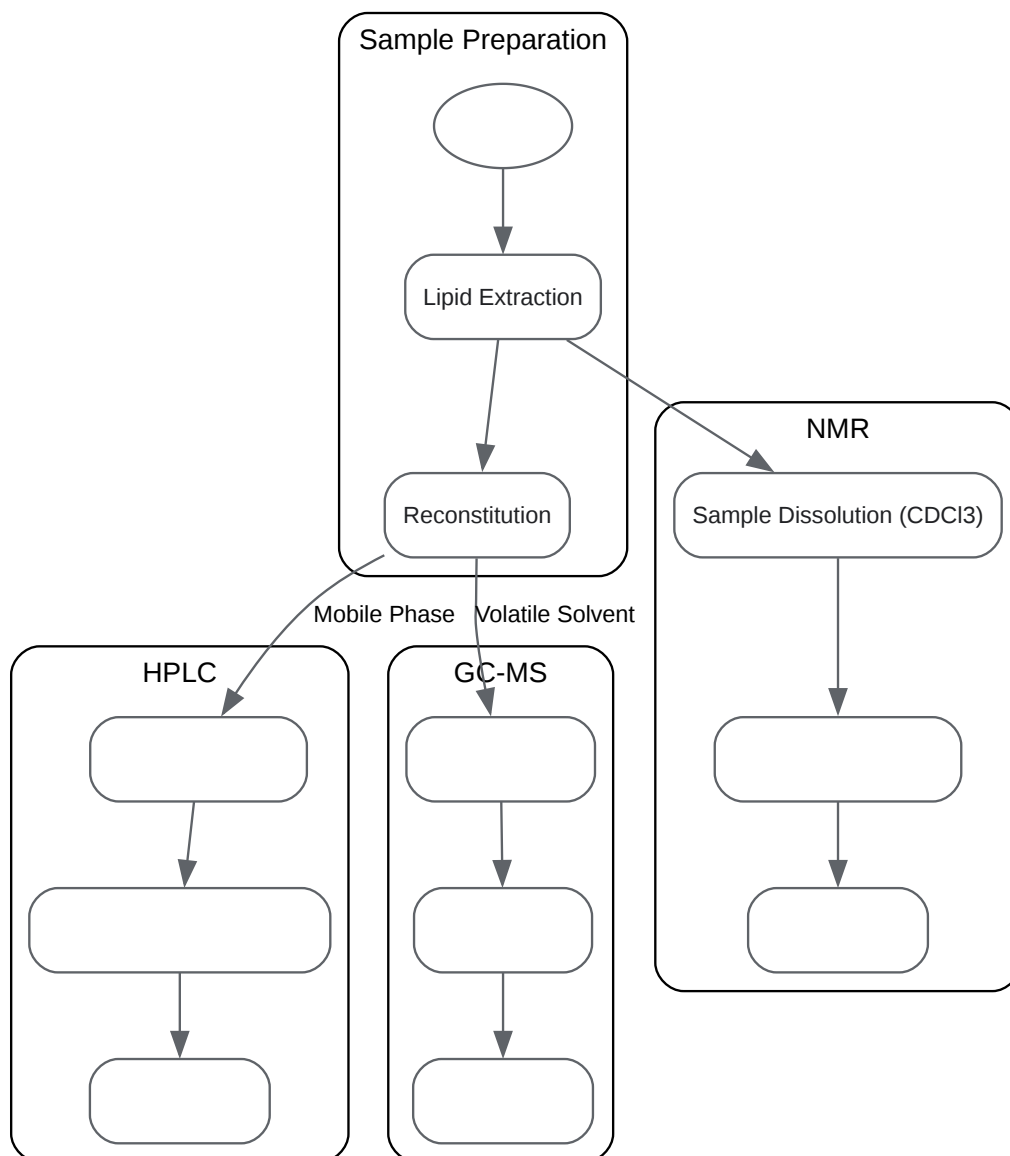 Sample Preparation
Lipid Extraction
NMR
Reconstitution
Sample Dissolution (CDCl3)
Mobile Phase
Volatile Solvent
HPLC
GC-MS